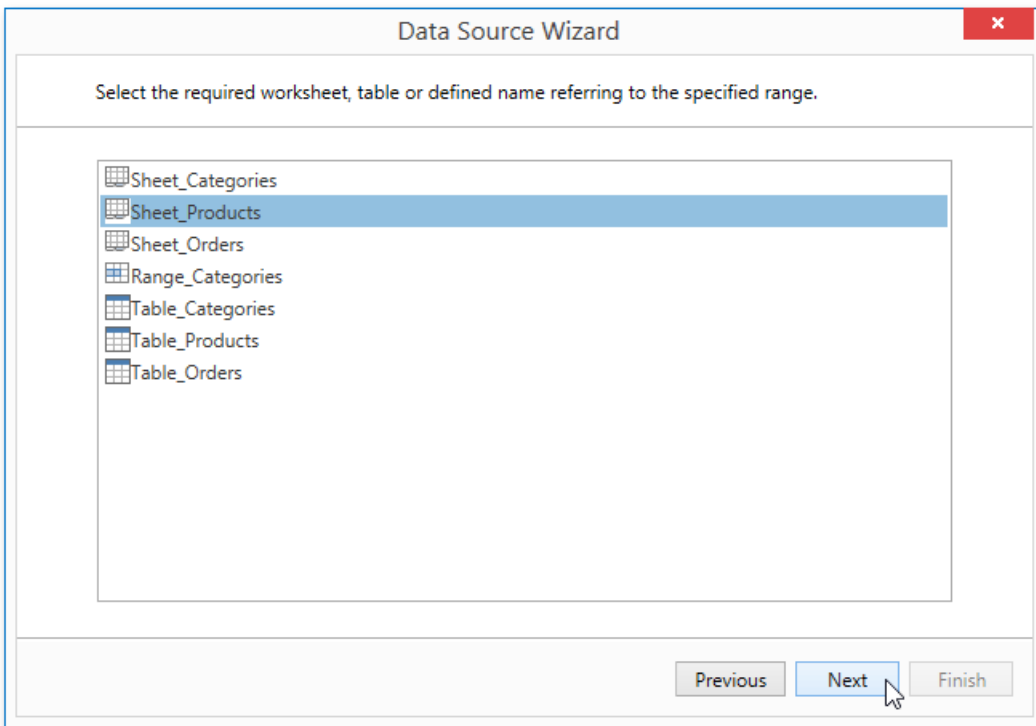 Data Source Wizard
Select the required worksheet, table or defined name referring to the specified range.
Sheet_Categories
Sheet_Products
Sheet_Orders
Range_Categories
Table_Categories
Table_Products
Table_Orders
Previous Next Finish